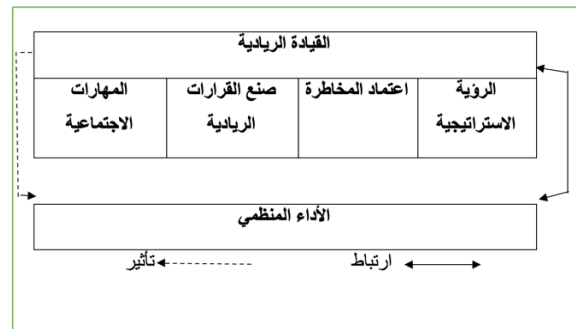 القيادة الريادية
الرؤية الاستراتيجية
اعتماد المخاطرة
صنع القرارات الريادية
المهارات الاجتماعية
الأداء المنظمي
ارتباط
تأثير